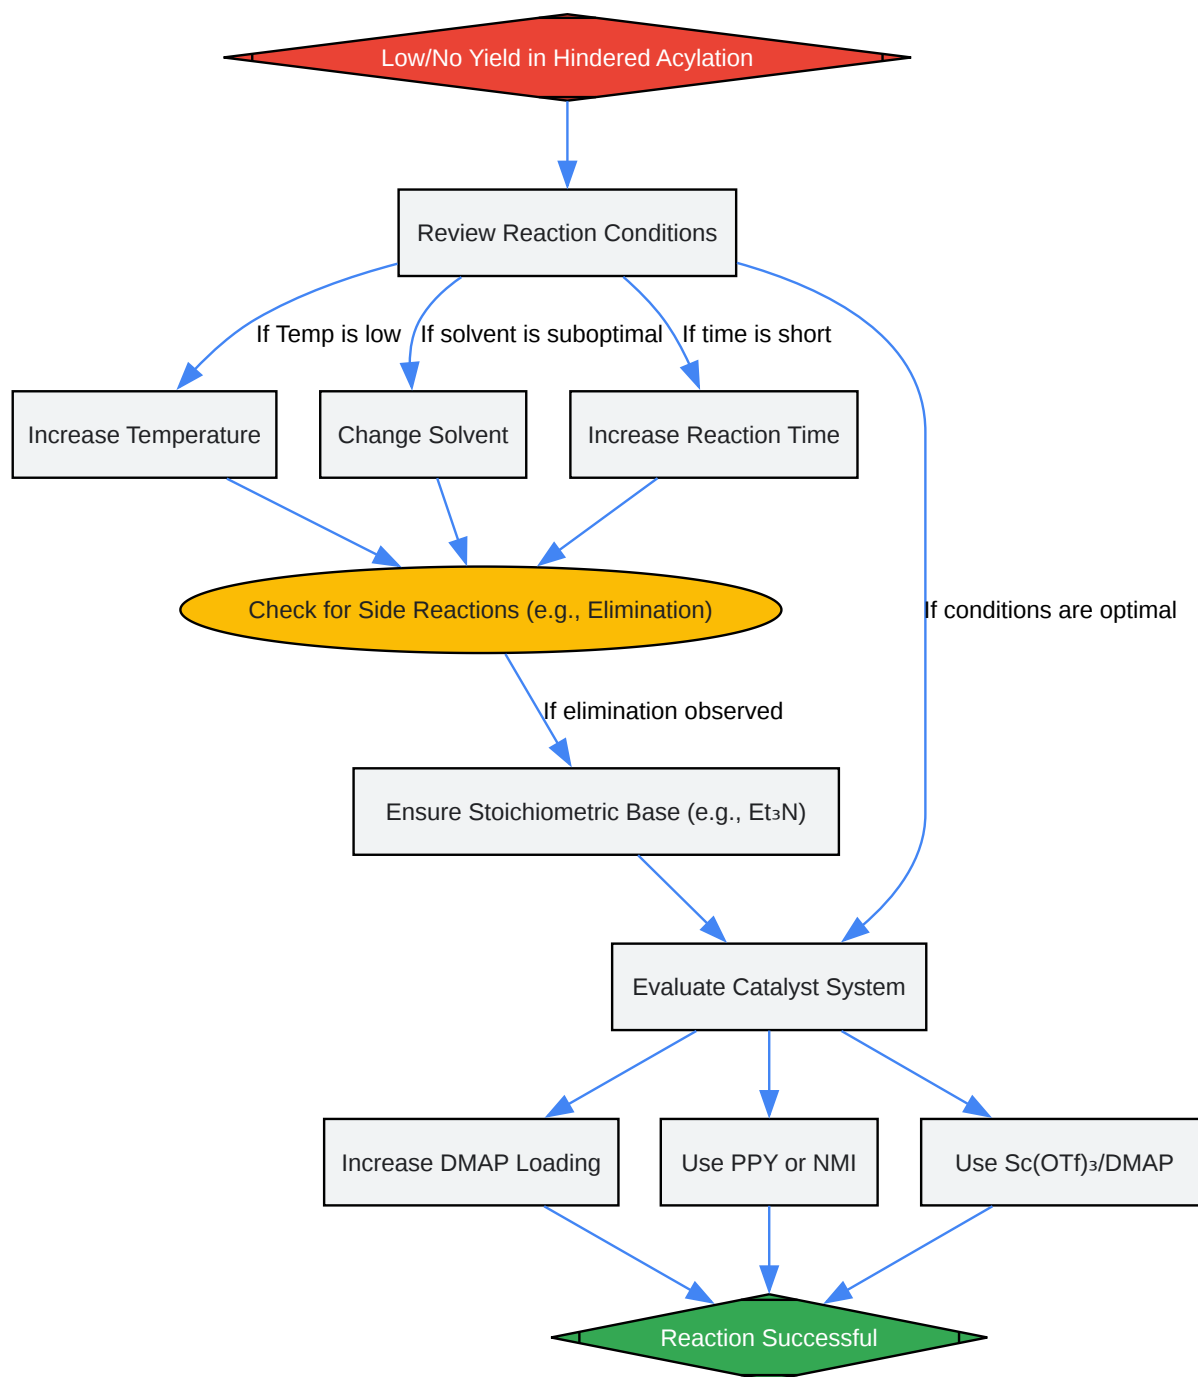 Low/No Yield in Hindered Acylation
Review Reaction Conditions
If Temp is low
If solvent is suboptimal
If time is short
Increase Temperature
Change Solvent
Increase Reaction Time
Check for Side Reactions (e.g., Elimination)
If conditions are optimal
If elimination observed
Ensure Stoichiometric Base (e.g., Et₃N)
Evaluate Catalyst System
Increase DMAP Loading
Use PPY or NMI
Use Sc(OTf)₃/DMAP
Reaction Successful